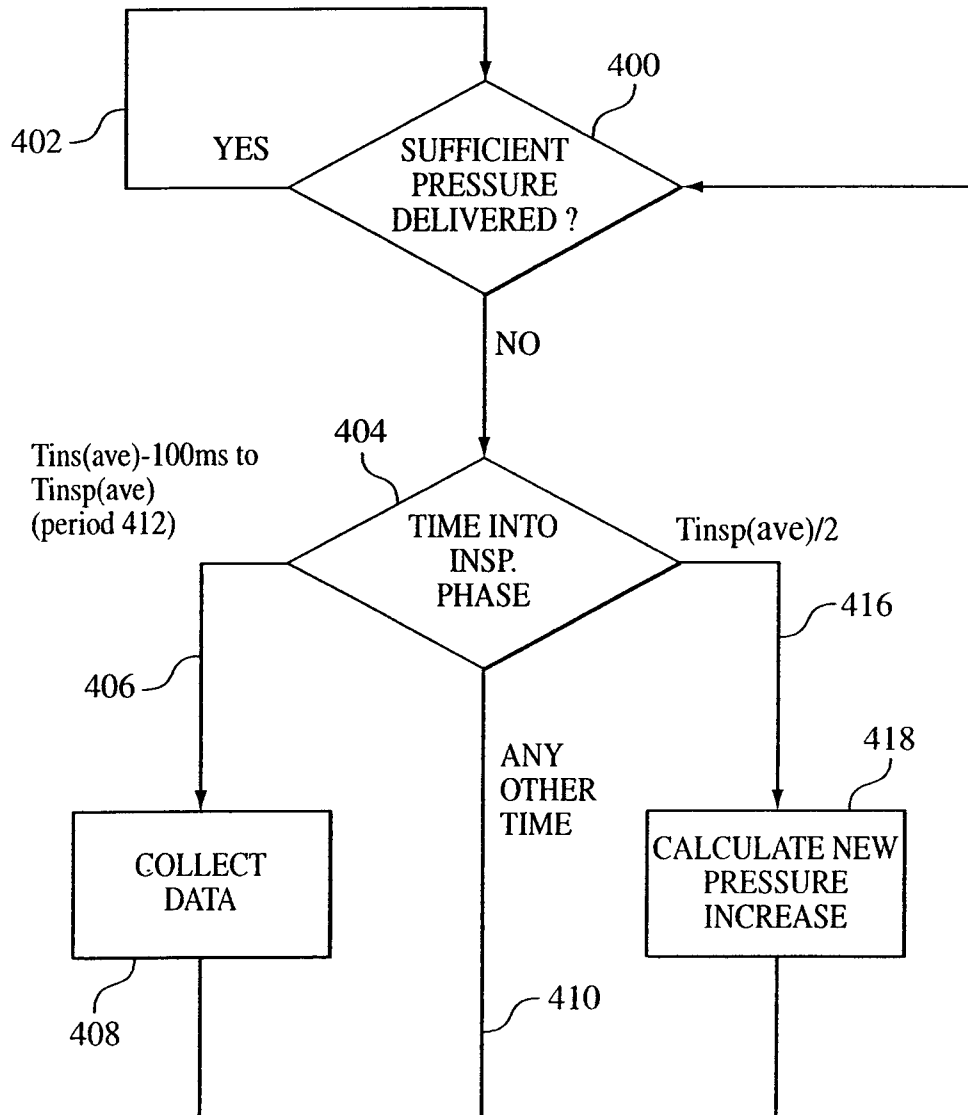 400
402
YES
SUFFICIENT
PRESSURE
DELIVERED ?
NO
404
Tins(ave)-100ms to
Tinsp(ave)
(period 412)
TIME INTO
INSP.
PHASE
Tinsp(ave)/2
416
406
ANY
OTHER
TIME
418
COLLECT
DATA
CALCULATE NEW
PRESSURE
INCREASE
408
410